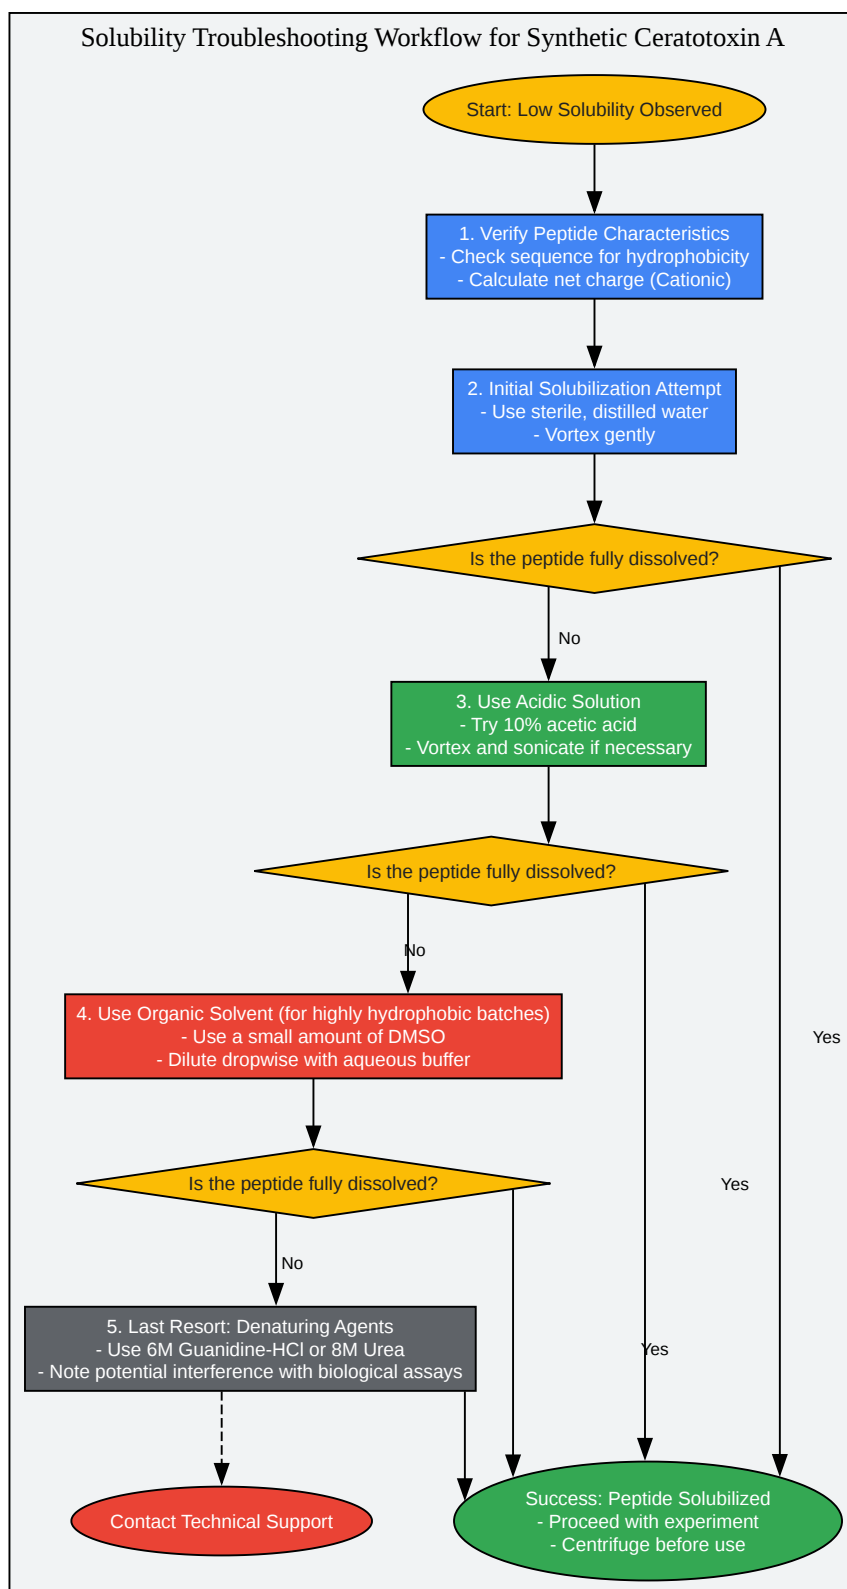 Solubility Troubleshooting Workflow for Synthetic Ceratotoxin A
Start: Low Solubility Observed
1. Verify Peptide Characteristics
- Check sequence for hydrophobicity
- Calculate net charge (Cationic)
2. Initial Solubilization Attempt
- Use sterile, distilled water
- Vortex gently
Is the peptide fully dissolved?
No
3. Use Acidic Solution
- Try 10% acetic acid
- Vortex and sonicate if necessary
Is the peptide fully dissolved?
No
4. Use Organic Solvent (for highly hydrophobic batches)
- Use a small amount of DMSO
- Dilute dropwise with aqueous buffer
Yes
Is the peptide fully dissolved?
Yes
No
5. Last Resort: Denaturing Agents
- Use 6M Guanidine-HCl or 8M Urea
- Note potential interference with biological assays
Yes
Contact Technical Support
Success: Peptide Solubilized
- Proceed with experiment
- Centrifuge before use